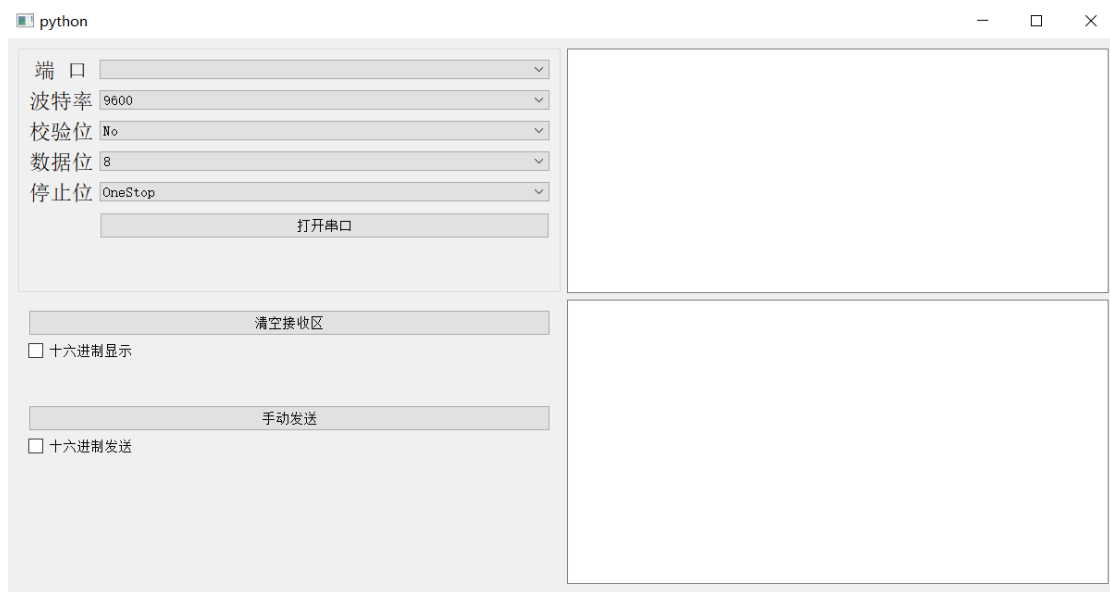 python
端 口
波特率 9600
校验位 No
数据位 8
停止位 OneStop
打开串口
清空接收区
十六进制显示
手动发送
十六进制发送